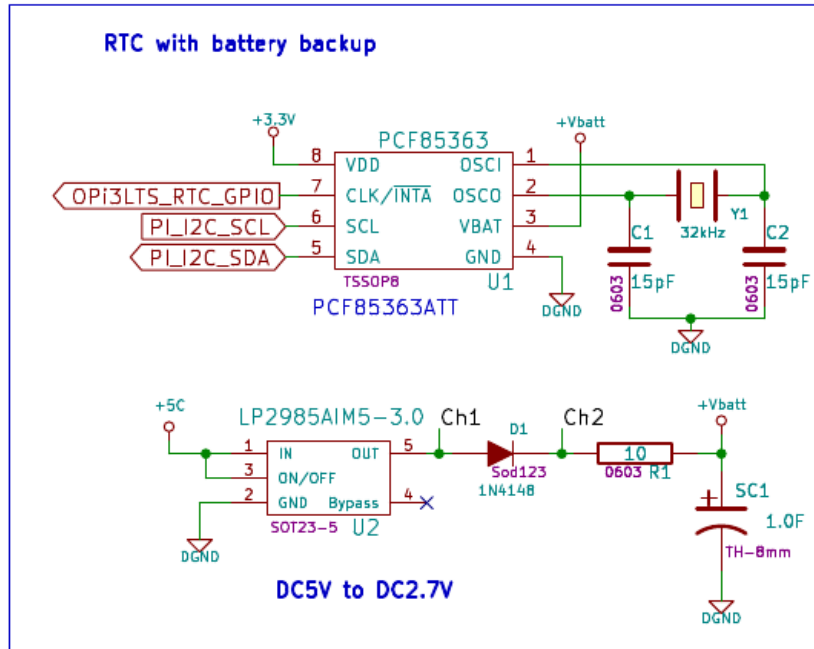 RTC with battery backup
+3.3V
PCF85363
+Vbatt
8 VDD OSCI 1
OPi3LTS_RTC_GPIO 7 CLK/INTA OSCO 2
PI_I2C_SCL 6 SCL VBAT 3
PI_I2C_SDA 5 SDA GND 4
TSSOP8 U1
PCF85363ATT
DGND
Y1
32kHz
C1
15pF
0603
C2
15pF
0603
DGND
+5C
LP2985AIM5-3.0
1 IN OUT 5
3 ON/OFF
2 GND Bypass 4
SOT23-5 U2
DGND
Ch1
D1
Sod123
1N4148
Ch2
10
0603 R1
+Vbatt
SC1
+
1.0F
TH-8mm
DGND
DC5V to DC2.7V